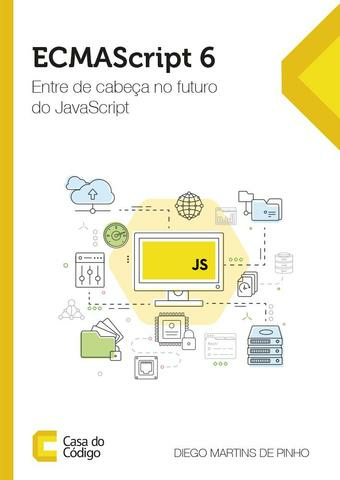 ECMAScript 6
Entre de cabeça no futuro
do JavaScript
JS
Casa do
Código
DIEGO MARTINS DE PINHO